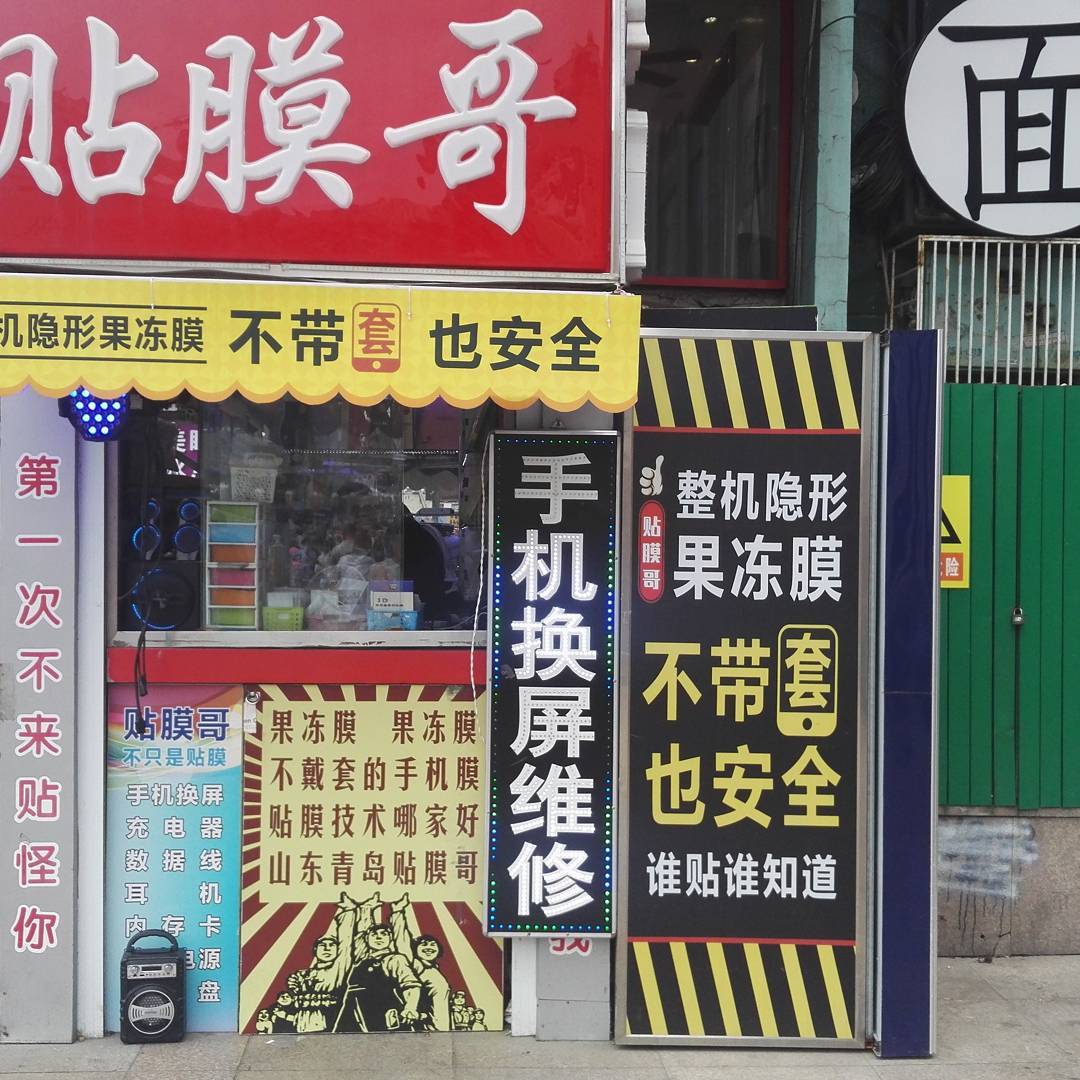 贴膜哥
面
机隐形果冻膜 不带套 也安全
第一次不来贴怪你
手机换屏维修
贴膜哥
整机隐形
果冻膜
不带套
也安全
谁贴谁知道
险
贴膜哥
不只是贴膜
手机换屏
充电器
数据线
耳机
内存卡
电源
盘
果冻膜 果冻膜
不戴套的手机膜
贴膜技术哪家好
山东青岛贴膜哥
我